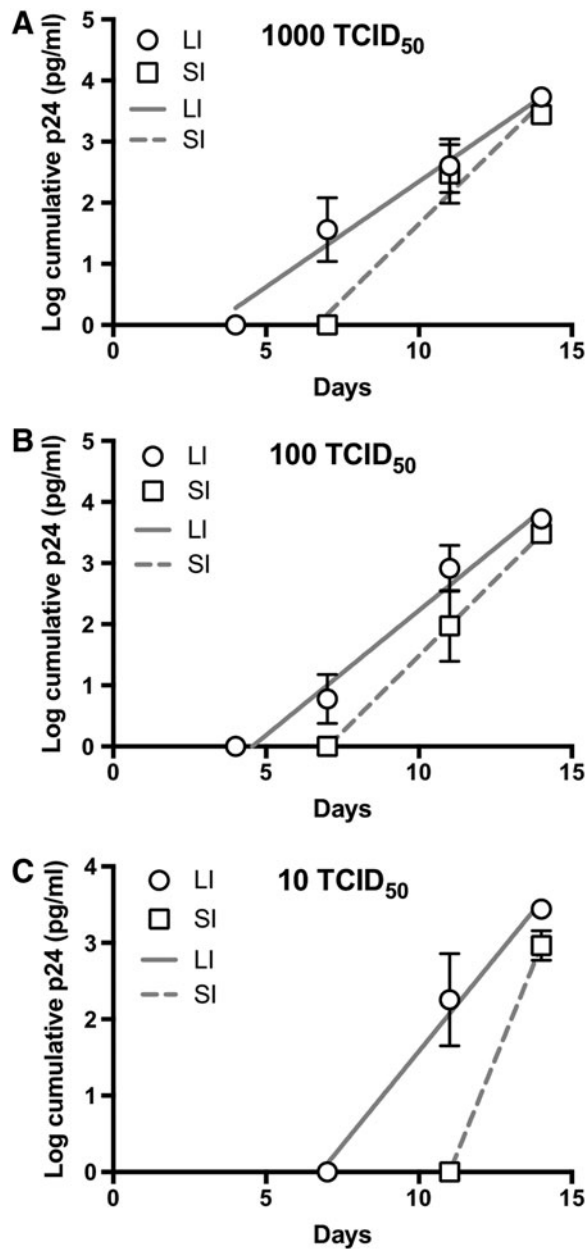 A
1000 TCID50
LI
SI
LI
SI
Log cumulative p24 (pg/ml)
5
4
3
2
1
0
0 5 10 15
Days
B
100 TCID50
LI
SI
LI
SI
Log cumulative p24 (pg/ml)
5
4
3
2
1
0
0 5 10 15
Days
C
10 TCID50
LI
SI
LI
SI
Log cumulative p24 (pg/ml)
4
3
2
1
0
0 5 10 15
Days